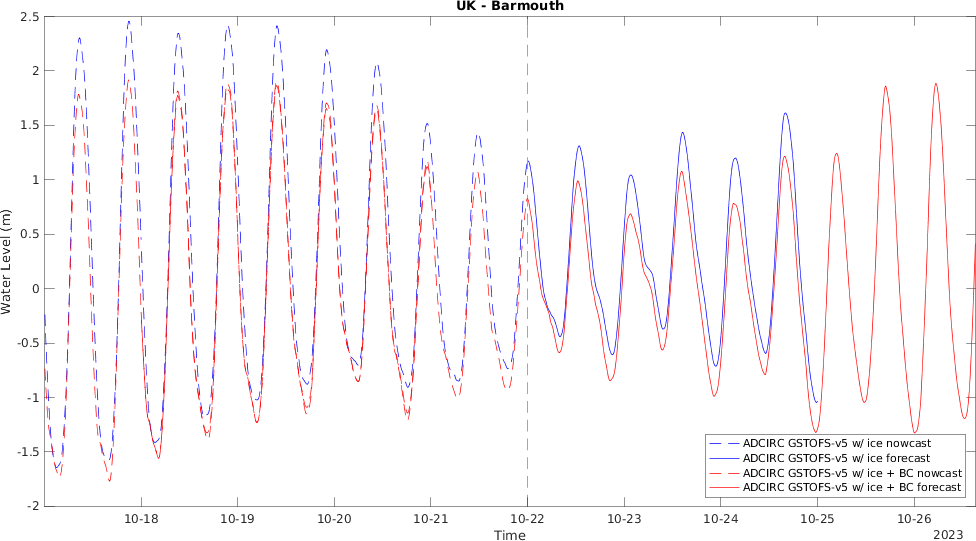 UK - Barmouth
2.5
2
1.5
1
0.5
0
-0.5
-1
-1.5
-2
Water Level (m)
ADCIRC GSTOFS-v5 w/ ice nowcast
ADCIRC GSTOFS-v5 w/ ice forecast
ADCIRC GSTOFS-v5 w/ ice + BC nowcast
ADCIRC GSTOFS-v5 w/ ice + BC forecast
10-18 10-19 10-20 10-21 10-22 10-23 10-24 10-25 10-26
Time
2023